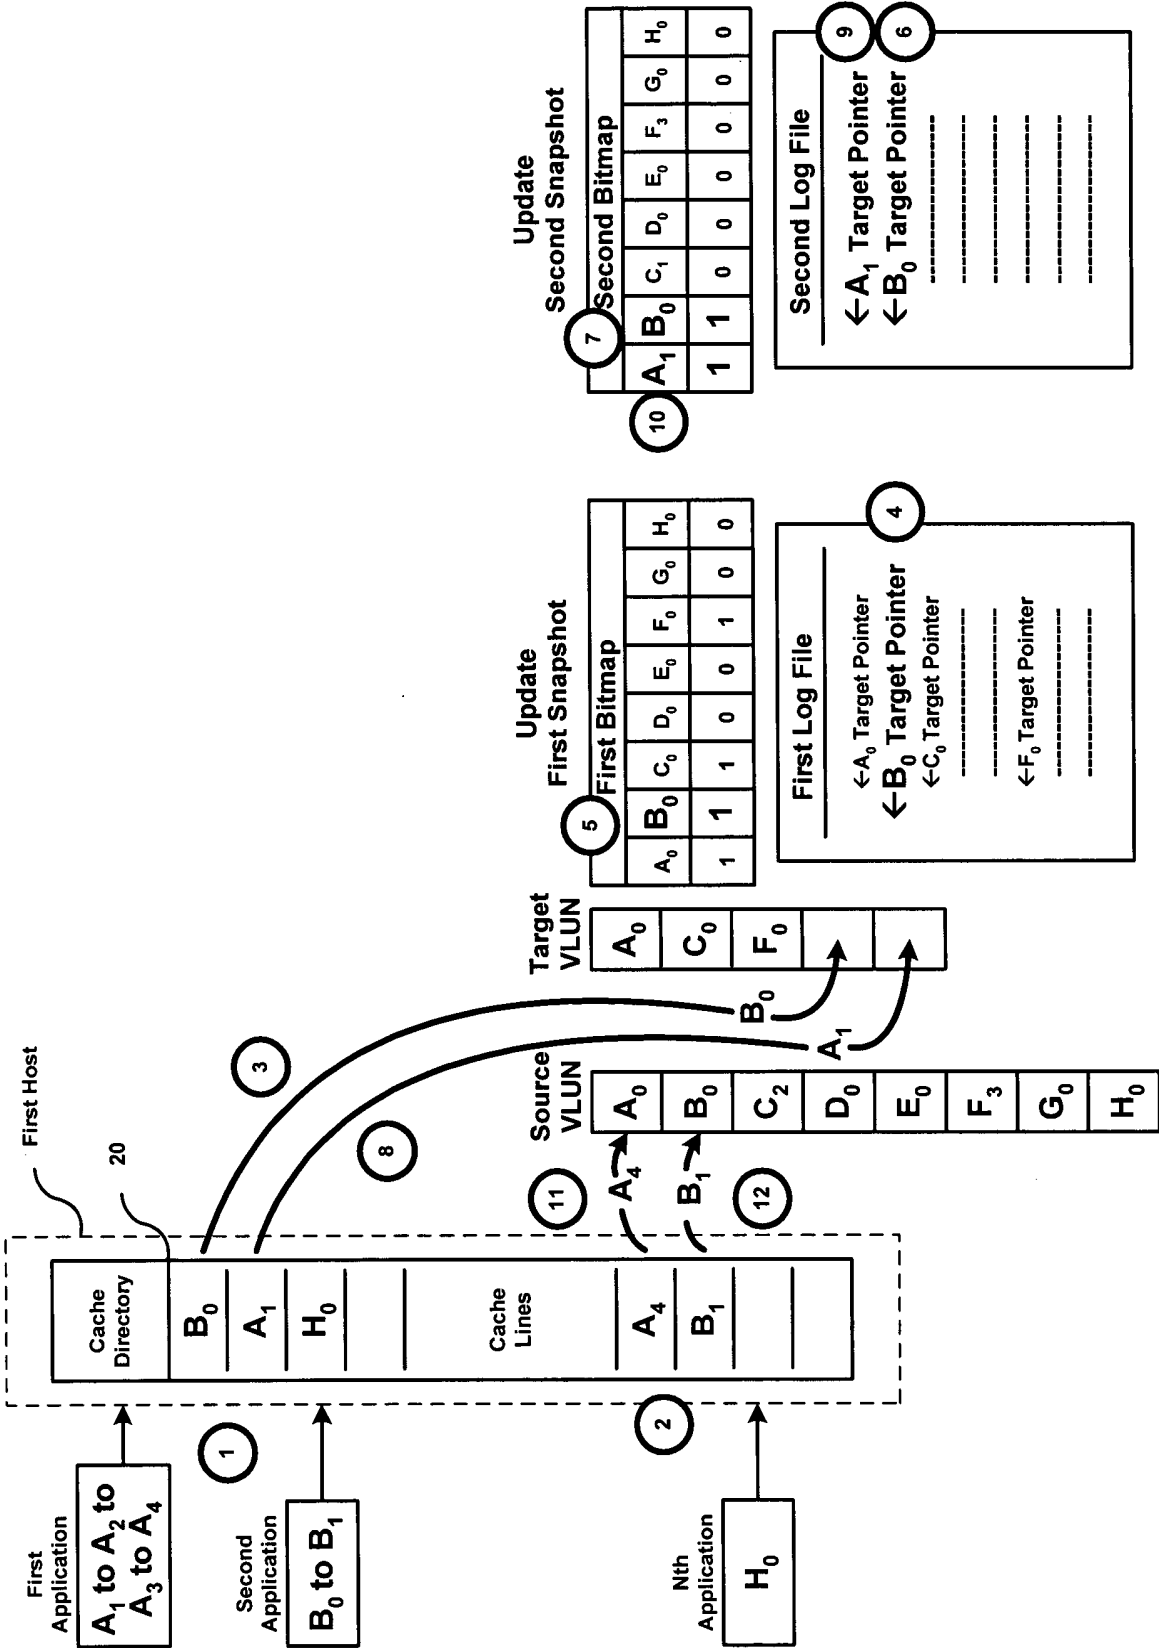 First Host
20
First
Application
A₁ to A₂ to
A₃ to A₄
Second
Application
B₀ to B₁
Nth
Application
H₀
1
2
Cache
Directory
B₀
A₁
H₀
Cache
Lines
A₄
B₁
3
8
11
12
A₄
B₁
B₀
A₁
Source
VLUN
A₀
B₀
C₂
D₀
E₀
F₃
G₀
H₀
Target
VLUN
A₀
C₀
F₀
Update
First Snapshot
5
First Bitmap
A₀ B₀ C₀ D₀ E₀ F₀ G₀ H₀
1 1 1 0 0 1 0 0
First Log File
←A₀ Target Pointer
←B₀ Target Pointer
4
←C₀ Target Pointer
←F₀ Target Pointer
Update
Second Snapshot
7
Second Bitmap
10
A₁ B₀ C₁ D₀ E₀ F₃ G₀ H₀
1 1 0 0 0 0 0 0
Second Log File
←A₁ Target Pointer
9
←B₀ Target Pointer
6